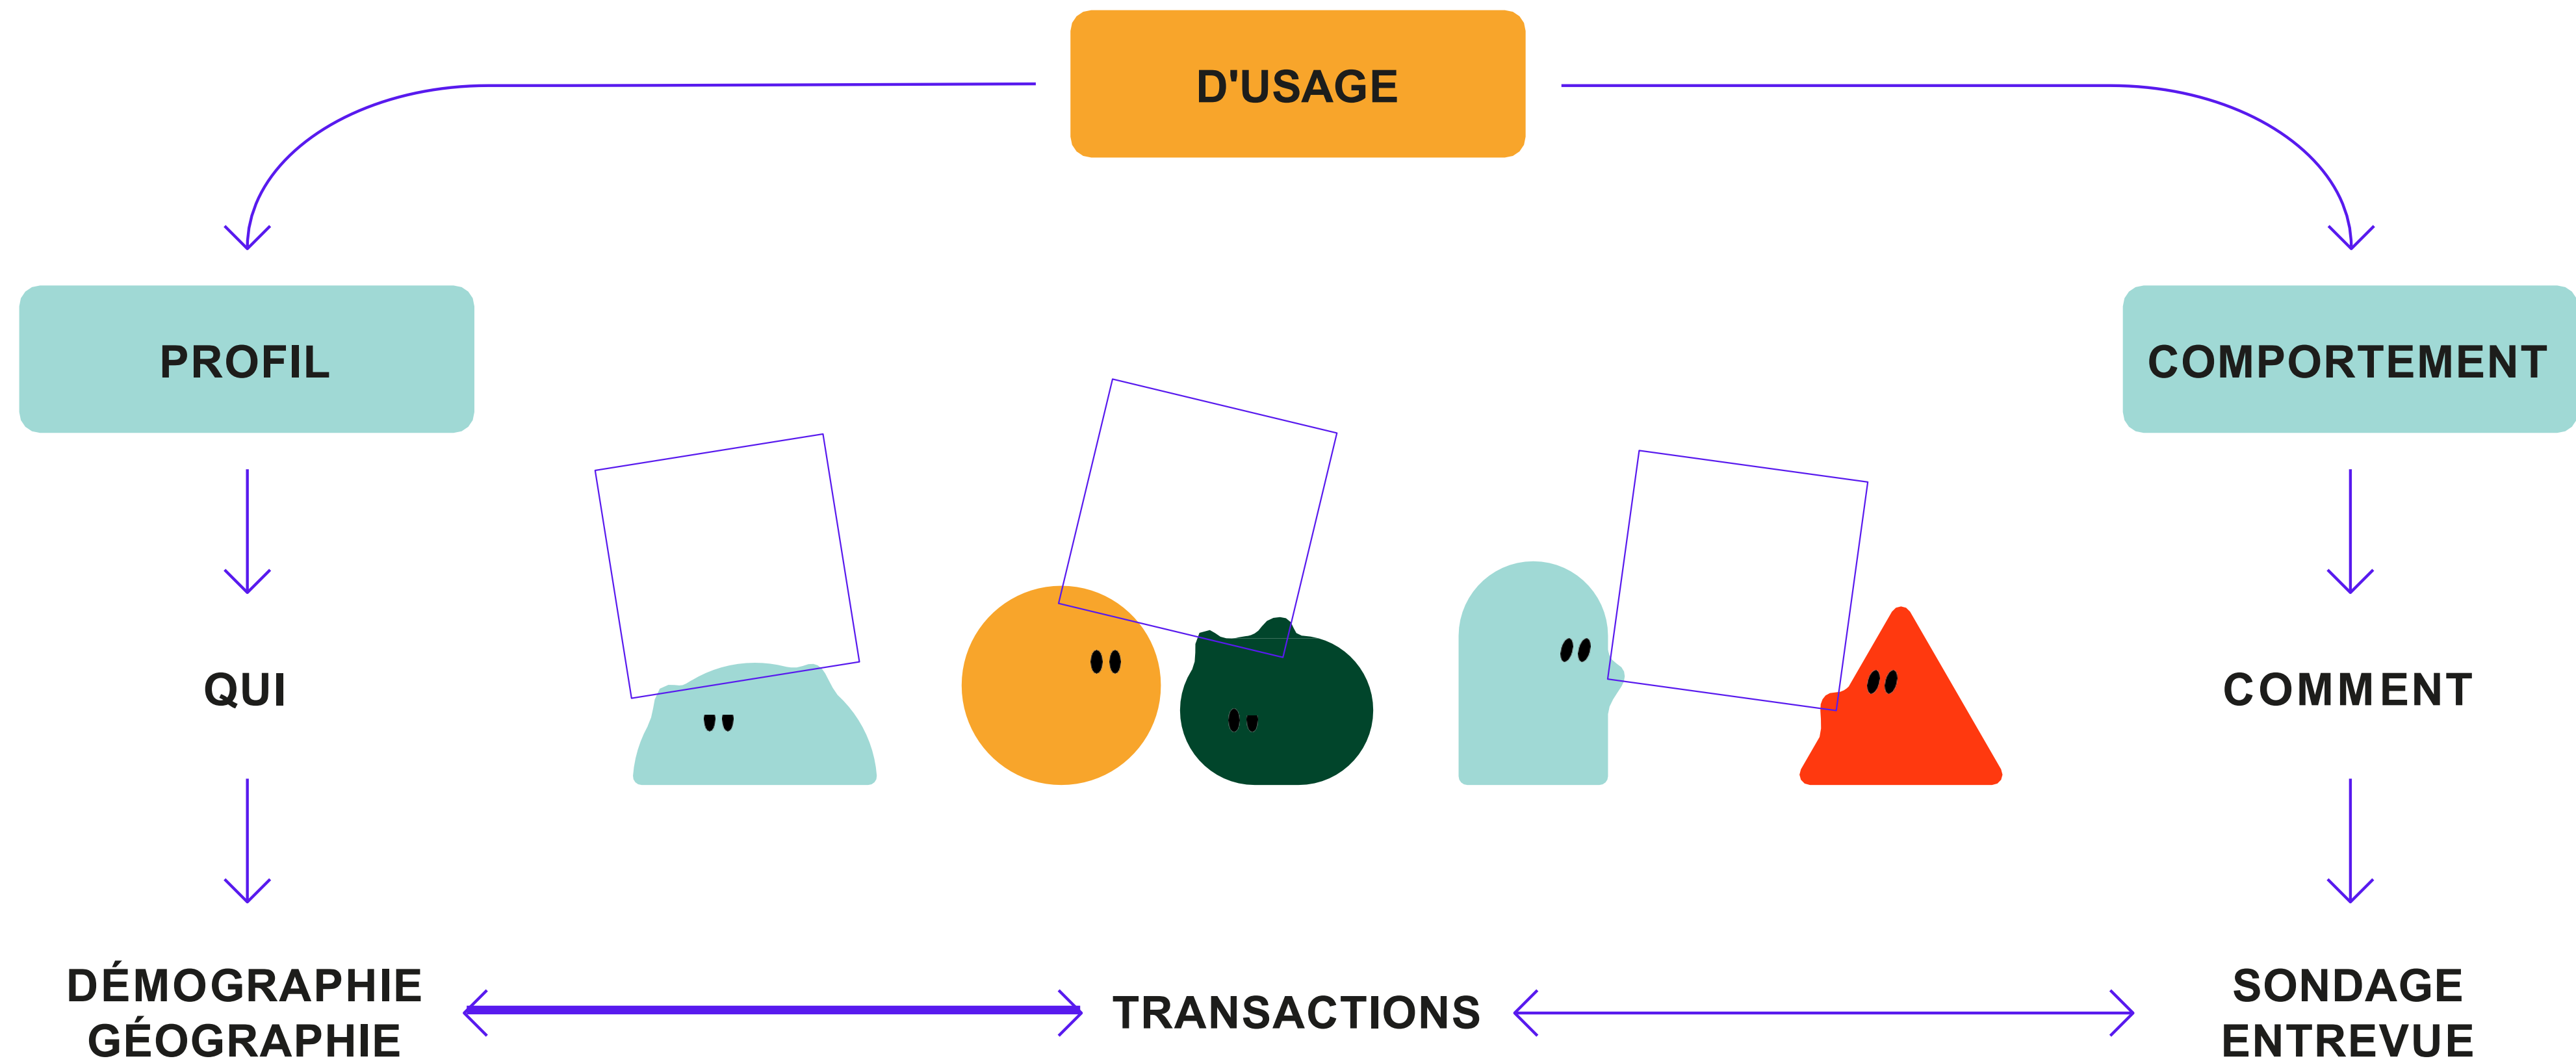 D'USAGE
PROFIL
COMPORTEMENT
QUI
COMMENT
DÉMOGRAPHIE
GÉOGRAPHIE
TRANSACTIONS
SONDAGE
ENTREVUE